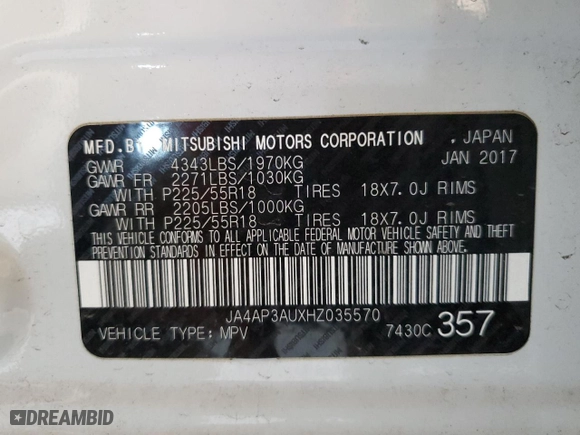 MFD.BY MITSUBISHI MOTORS CORPORATION , JAPAN
GVWR 4343LBS/1970KG JAN 2017
GAWR FR 2271LBS/1030KG
WITH P225/55R18 TIRES 18X7.0J RIMS
GAWR RR 2205LBS/1000KG
WITH P225/55R18 TIRES 18X7.0J RIMS
THIS VEHICLE CONFORMS TO ALL APPLICABLE FEDERAL MOTOR VEHICLE SAFETY
AND THEFT PREVENTION STANDARDS IN EFFECT ON THE DATE OF
MANUFACTURE SHOWN ABOVE.
JA4AP3AUXHZ035570
VEHICLE TYPE: MPV 7430C 357
DREAMBID